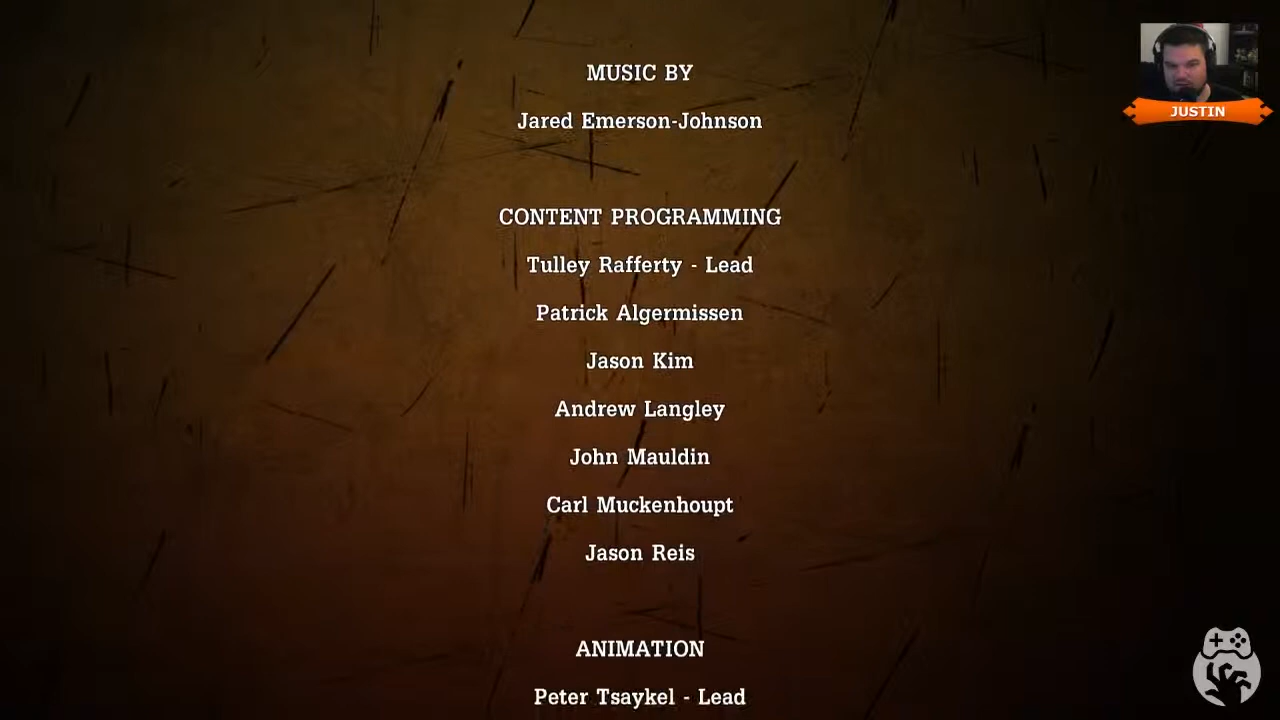 MUSIC BY
Jared Emerson-Johnson
CONTENT PROGRAMMING
Tulley Rafferty - Lead
Patrick Algermissen
Jason Kim
Andrew Langley
John Mauldin
Carl Muckenhoupt
Jason Reis
ANIMATION
Peter Tsaykel - Lead
JUSTIN